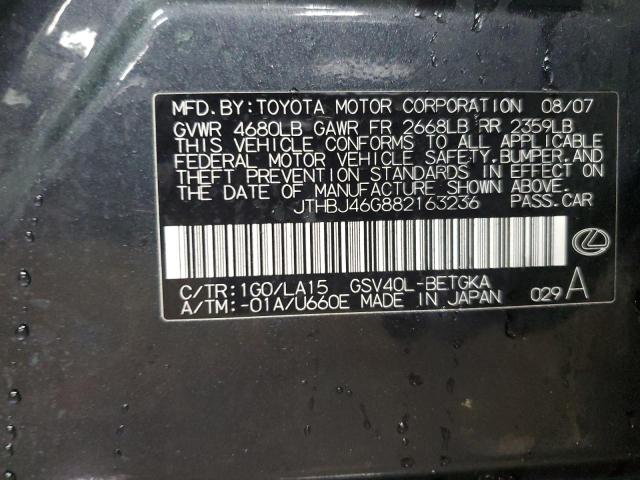 MFD. BY: TOYOTA MOTOR CORPORATION 08/07
GVWR 4680LB GAWR FR 2668LB RR 2359LB
THIS VEHICLE CONFORMS TO ALL APPLICABLE
FEDERAL MOTOR VEHICLE SAFETY, BUMPER, AND
THEFT PREVENTION STANDARDS IN EFFECT ON
THE DATE OF MANUFACTURE SHOWN ABOVE.
JTHBJ46G882163236 PASS. CAR
C/TR: 1G0/LA15 GSV40L-BETGKA
A/TM: -01A/U660E MADE IN JAPAN 029 A